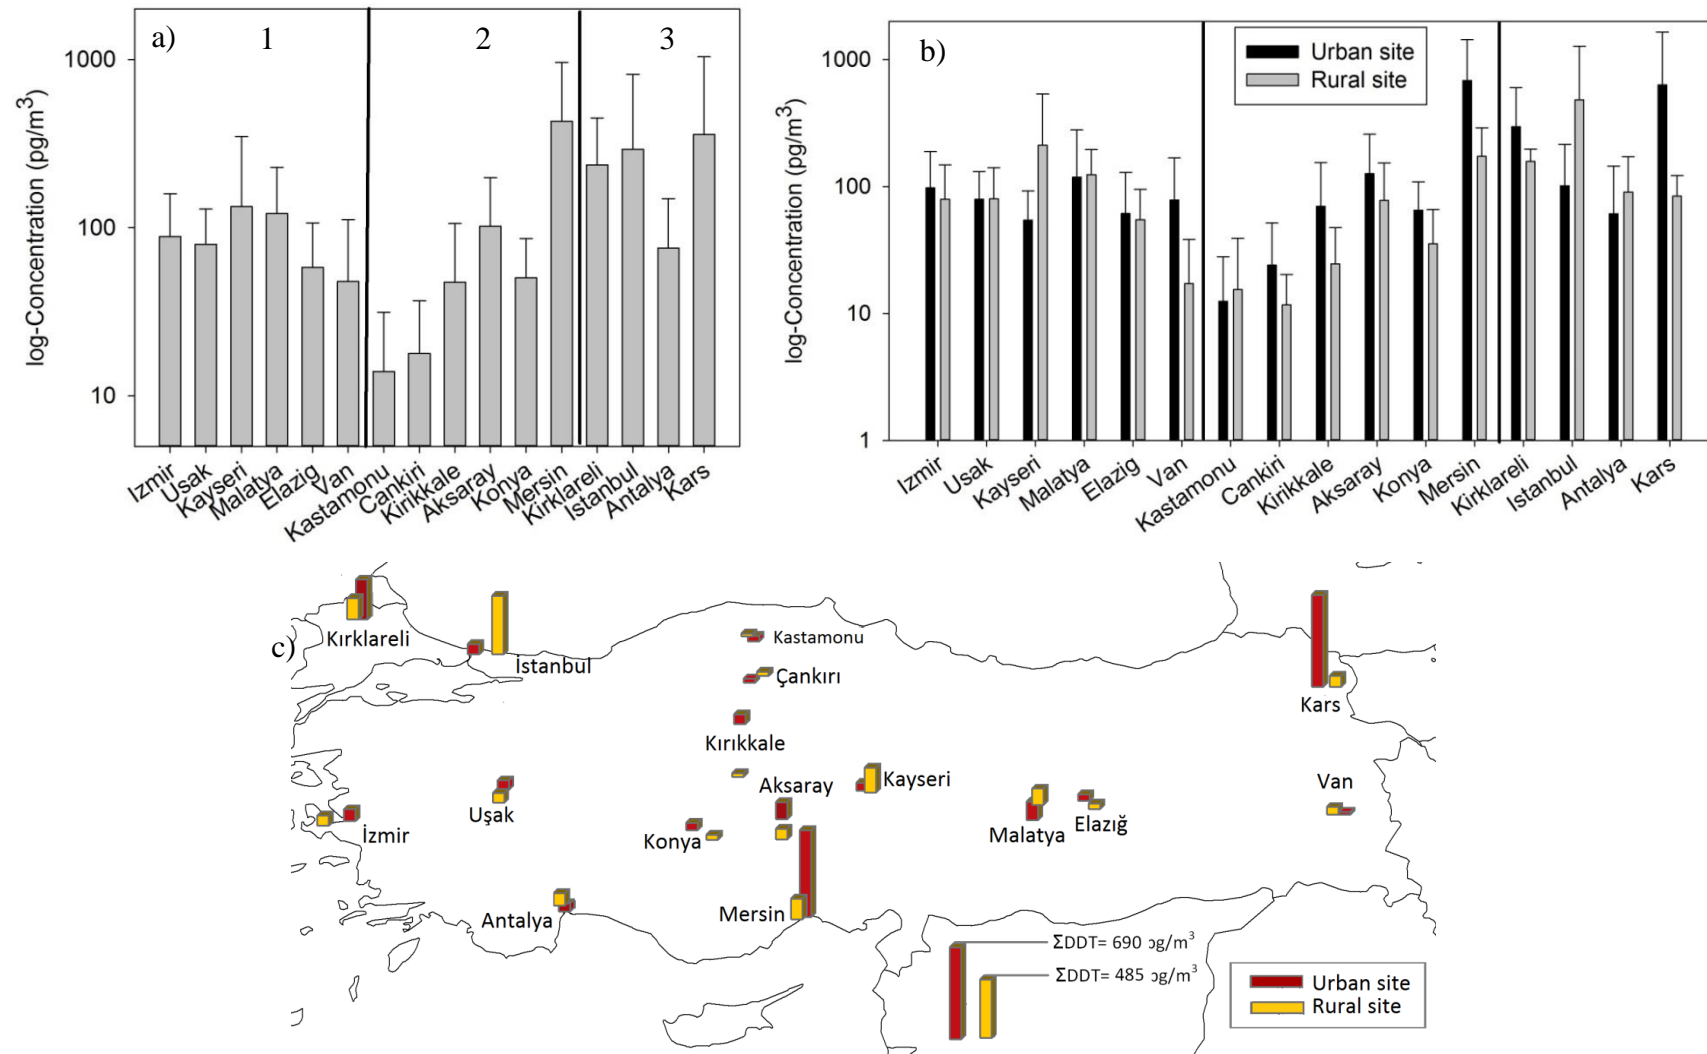 a)
1
2
3
log-Concentration (pg/m³)
1000
100
10
Izmir
Usak
Kayseri
Malatya
Elazig
Van
Kastamonu
Cankiri
Kirikkale
Aksaray
Konya
Mersin
Kirklareli
Istanbul
Antalya
Kars
b)
Urban site
Rural site
log-Concentration (pg/m³)
1000
100
10
1
Izmir
Usak
Kayseri
Malatya
Elazig
Van
Kastamonu
Cankiri
Kirikkale
Aksaray
Konya
Mersin
Kirklareli
Istanbul
Antalya
Kars
c)
Kırklareli
İstanbul
Kastamonu
Çankırı
Kırıkkale
Kars
Uşak
İzmir
Aksaray
Kayseri
Konya
Malatya
Elazığ
Van
Antalya
Mersin
ΣDDT= 690 pg/m³
ΣDDT= 485 pg/m³
Urban site
Rural site